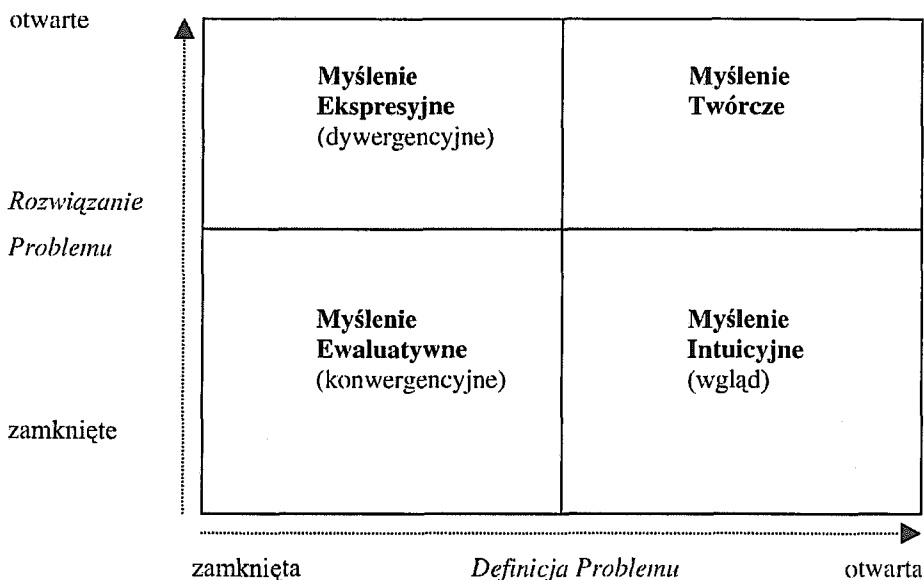 otwarte
Myślenie
Ekspresyjne
(dywergencyjne)
Myślenie
Twórcze
Rozwiązanie
Problemu
Myślenie
Ewaluatywne
(konwergencyjne)
Myślenie
Intuicyjne
(wgląd)
zamknięte
zamknięta
Definicja Problemu
otwarta